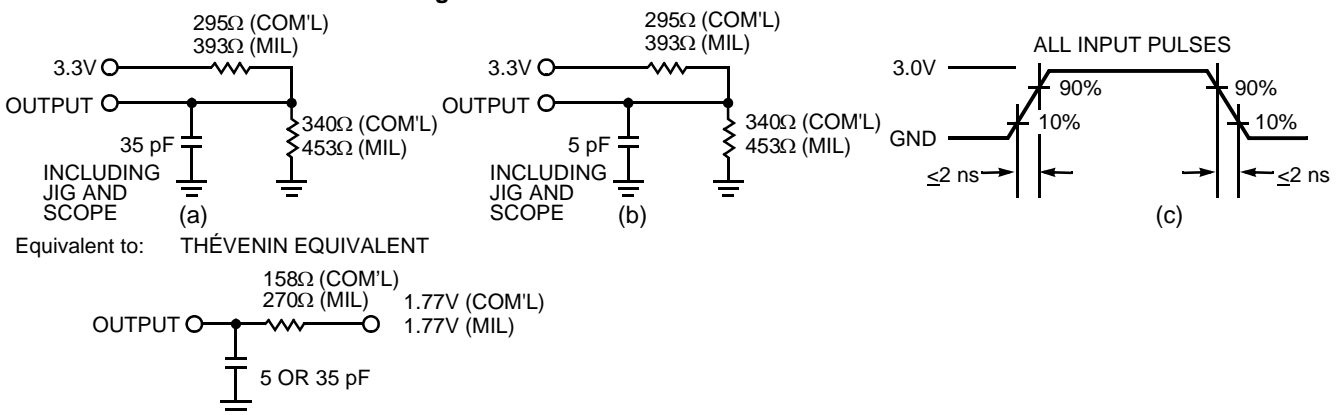 295Ω (COM'L)
393Ω (MIL)
3.3V
OUTPUT
35 pF
340Ω (COM'L)
453Ω (MIL)
INCLUDING
JIG AND
SCOPE
(a)
295Ω (COM'L)
393Ω (MIL)
3.3V
OUTPUT
5 pF
340Ω (COM'L)
453Ω (MIL)
INCLUDING
JIG AND
SCOPE
(b)
ALL INPUT PULSES
3.0V
90%
10%
GND
90%
10%
≤2 ns
≤2 ns
(c)
Equivalent to: THÉVENIN EQUIVALENT
158Ω (COM'L)
270Ω (MIL)
1.77V (COM'L)
1.77V (MIL)
OUTPUT
5 OR 35 pF